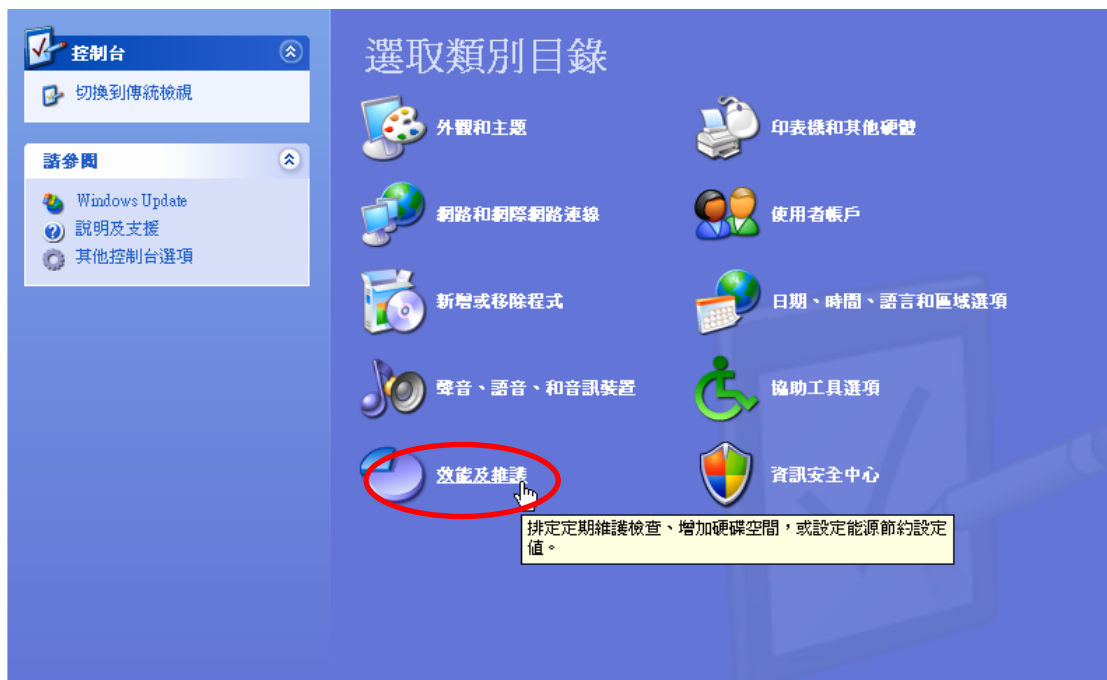 控制台
切換到傳統檢視
請參閱
Windows Update
說明及支援
其他控制台選項
選取類別目錄
外觀和主題
印表機和其他硬體
網路和網際網路連線
使用者帳戶
新增或移除程式
日期、時間、語言和區域選項
聲音、語音、和音訊裝置
協助工具選項
效能及維護
資訊安全中心
排定定期維護檢查、增加硬碟空間，或設定能源節約設定
值。